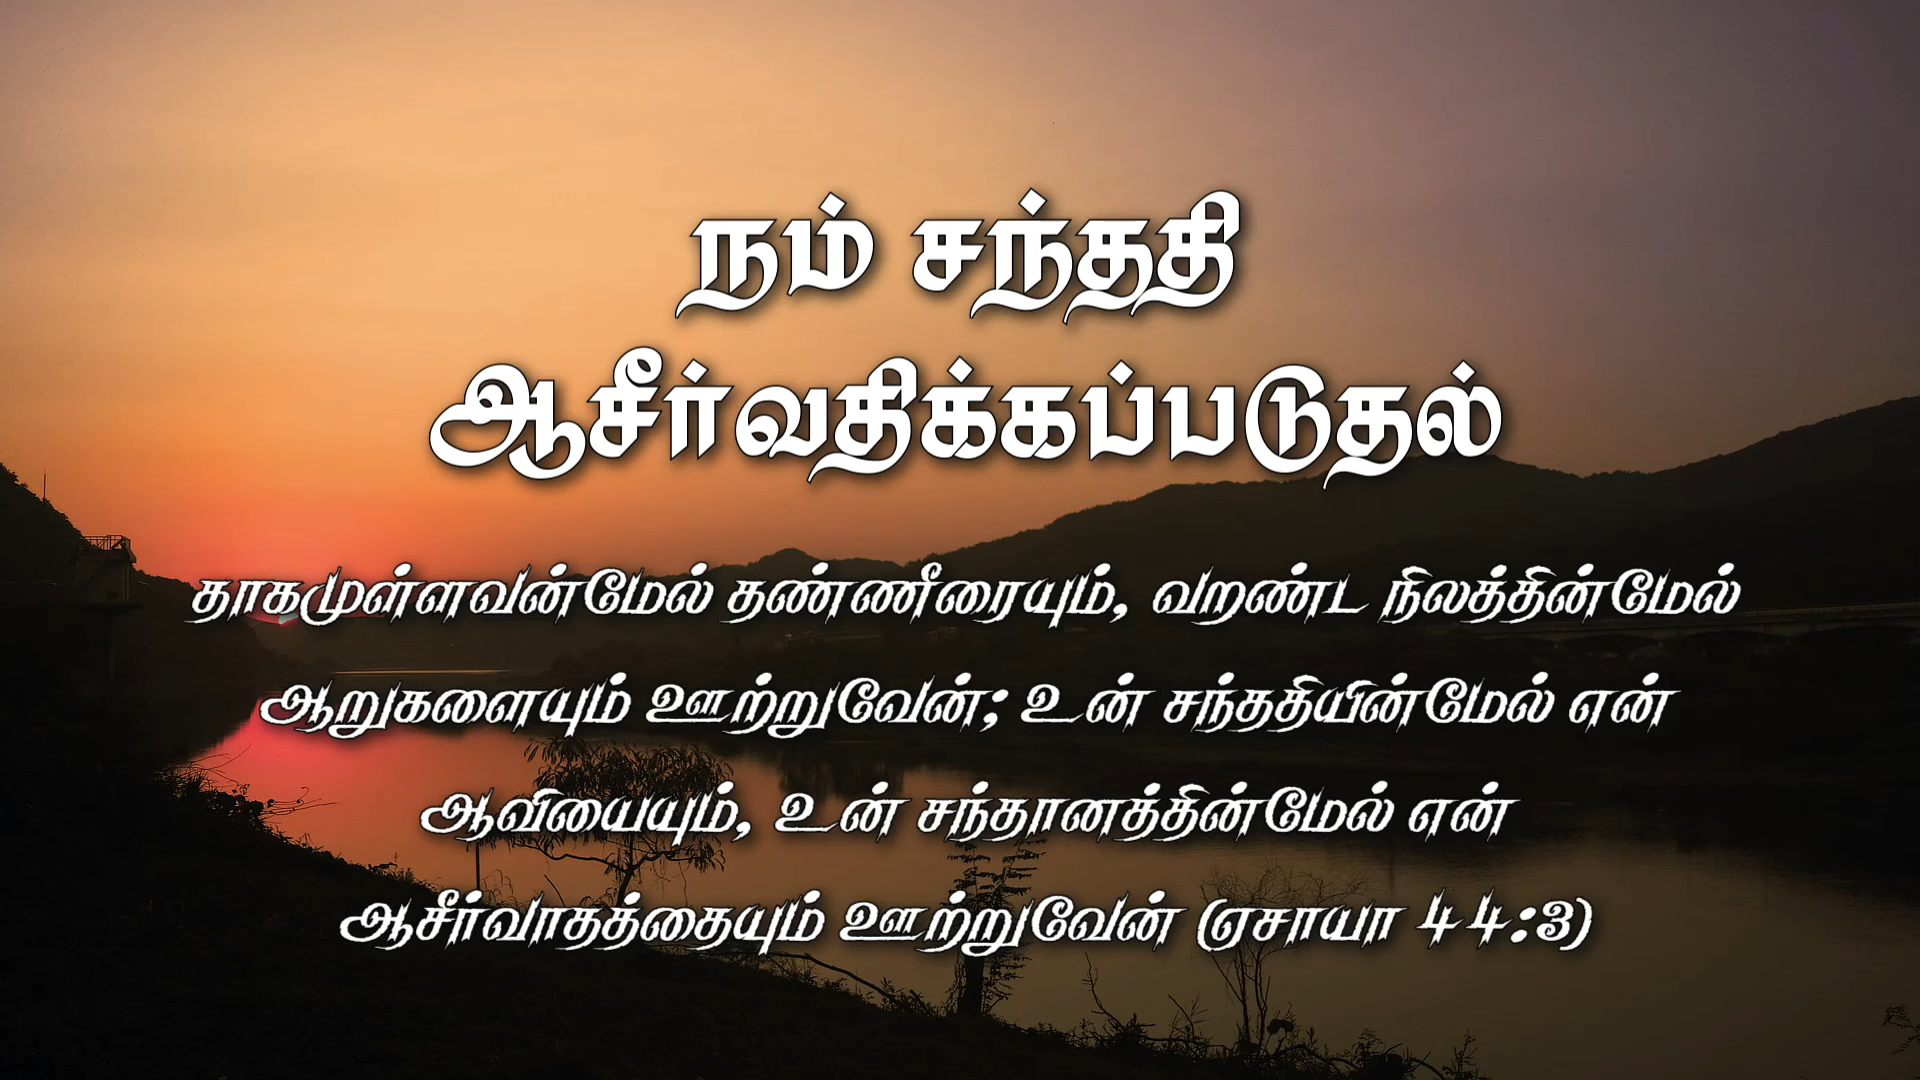 நம் சந்ததி
ஆசீர்வதிக்கப்படுதல்
தாகமுள்ளவன்மேல் தண்ணீரையும், வறண்ட நிலத்தின்மேல்
ஆறுகளையும் ஊற்றுவேன்; உன் சந்ததியின்மேல் என்
ஆவியையும், உன் சந்தானத்தின்மேல் என்
ஆசீர்வாதத்தையும் ஊற்றுவேன் (ஏசாயா 44:3)